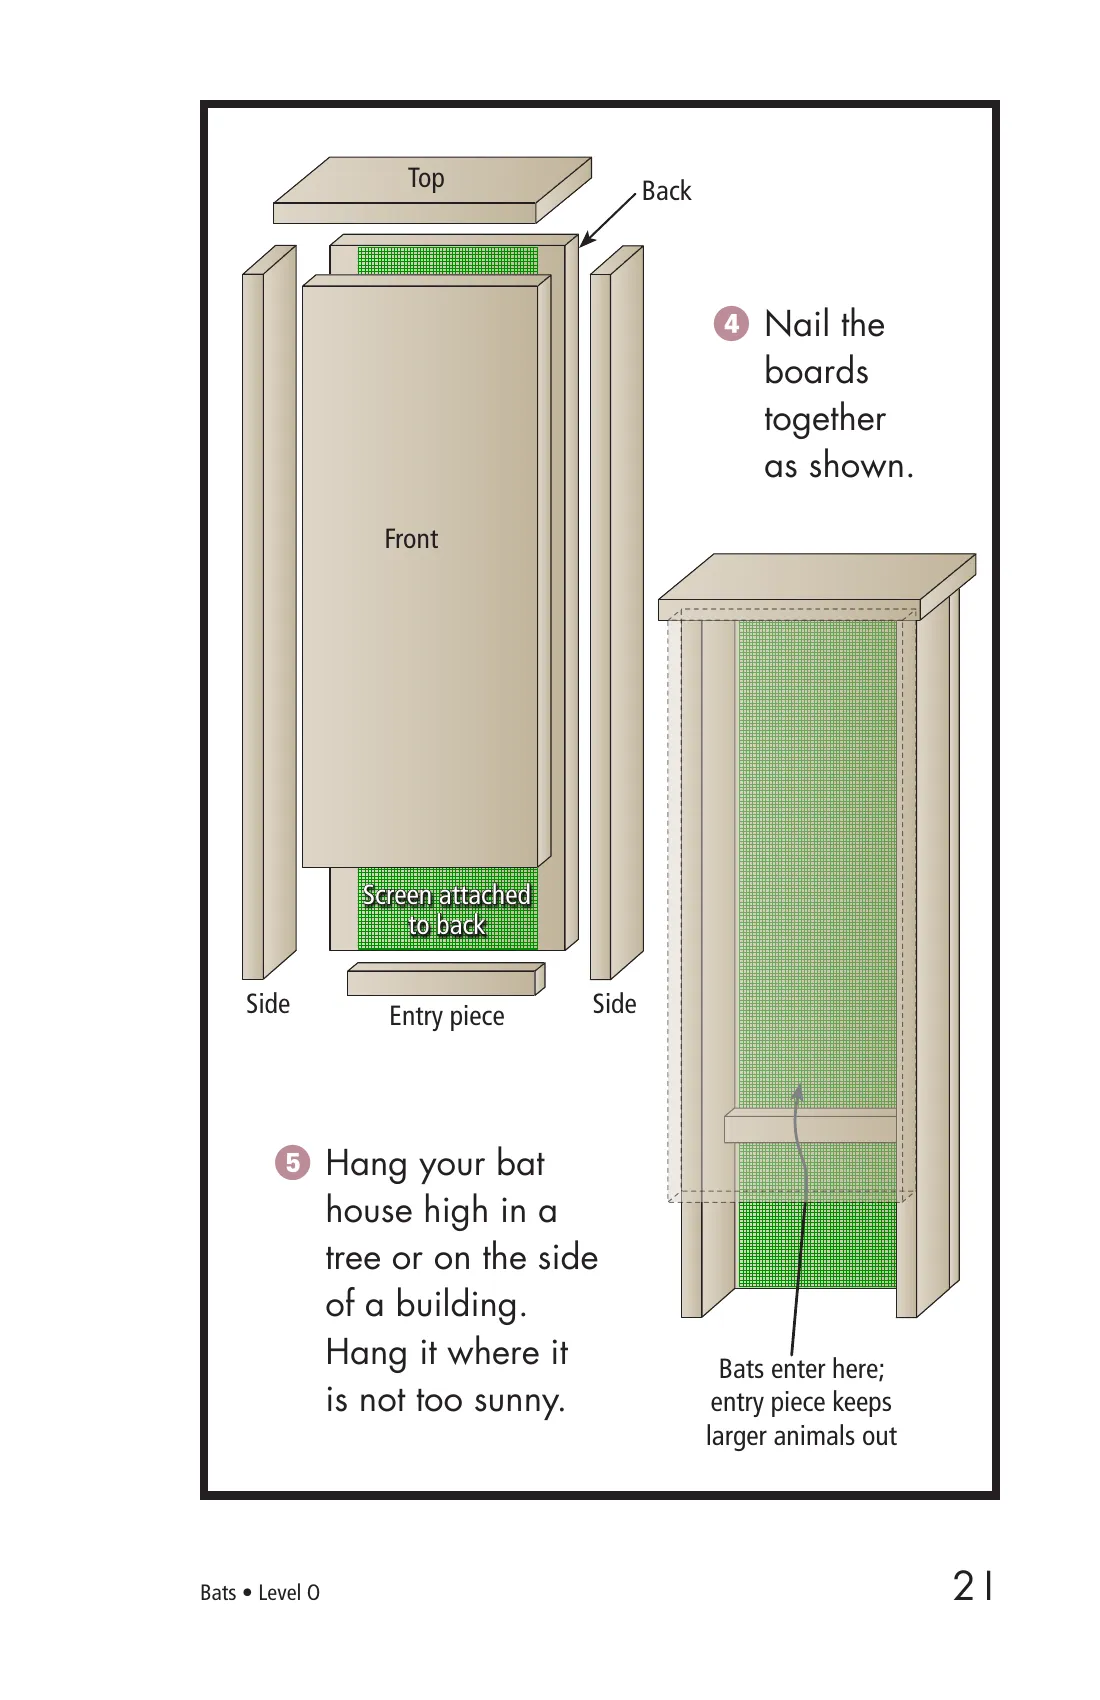 Top
Back
4 Nail the
boards
together
as shown.
Front
Screen attached
to back
Side
Entry piece
Side
5 Hang your bat
house high in a
tree or on the side
of a building.
Hang it where it
is not too sunny.
Bats enter here;
entry piece keeps
larger animals out
Bats • Level O
21